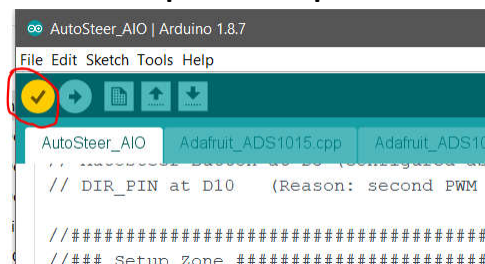 AutoSteer_AIO | Arduino 1.8.7
File Edit Sketch Tools Help
AutoSteer_AIO Adafruit_ADS1015.cpp Adafruit_ADS10
// DIR_PIN at D10 (Reason: second PWM
//######################################
//### Setup Zone #########################